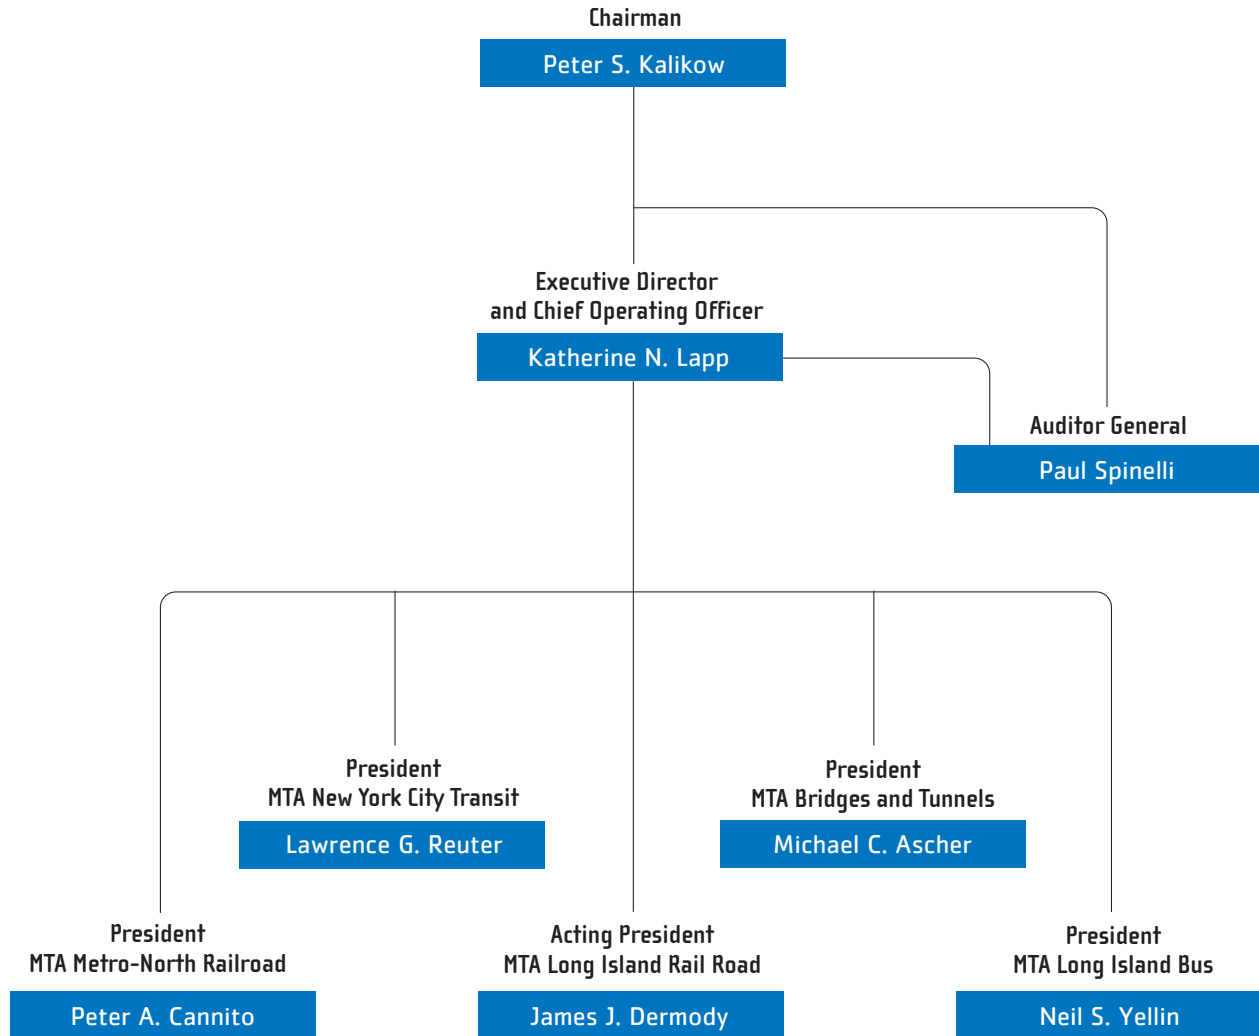 Chairman
Peter S. Kalikow
Executive Director
and Chief Operating Officer
Katherine N. Lapp
Auditor General
Paul Spinelli
President
MTA New York City Transit
Lawrence G. Reuter
President
MTA Bridges and Tunnels
Michael C. Ascher
President
MTA Metro-North Railroad
Peter A. Cannito
Acting President
MTA Long Island Rail Road
James J. Dermody
President
MTA Long Island Bus
Neil S. Yellin